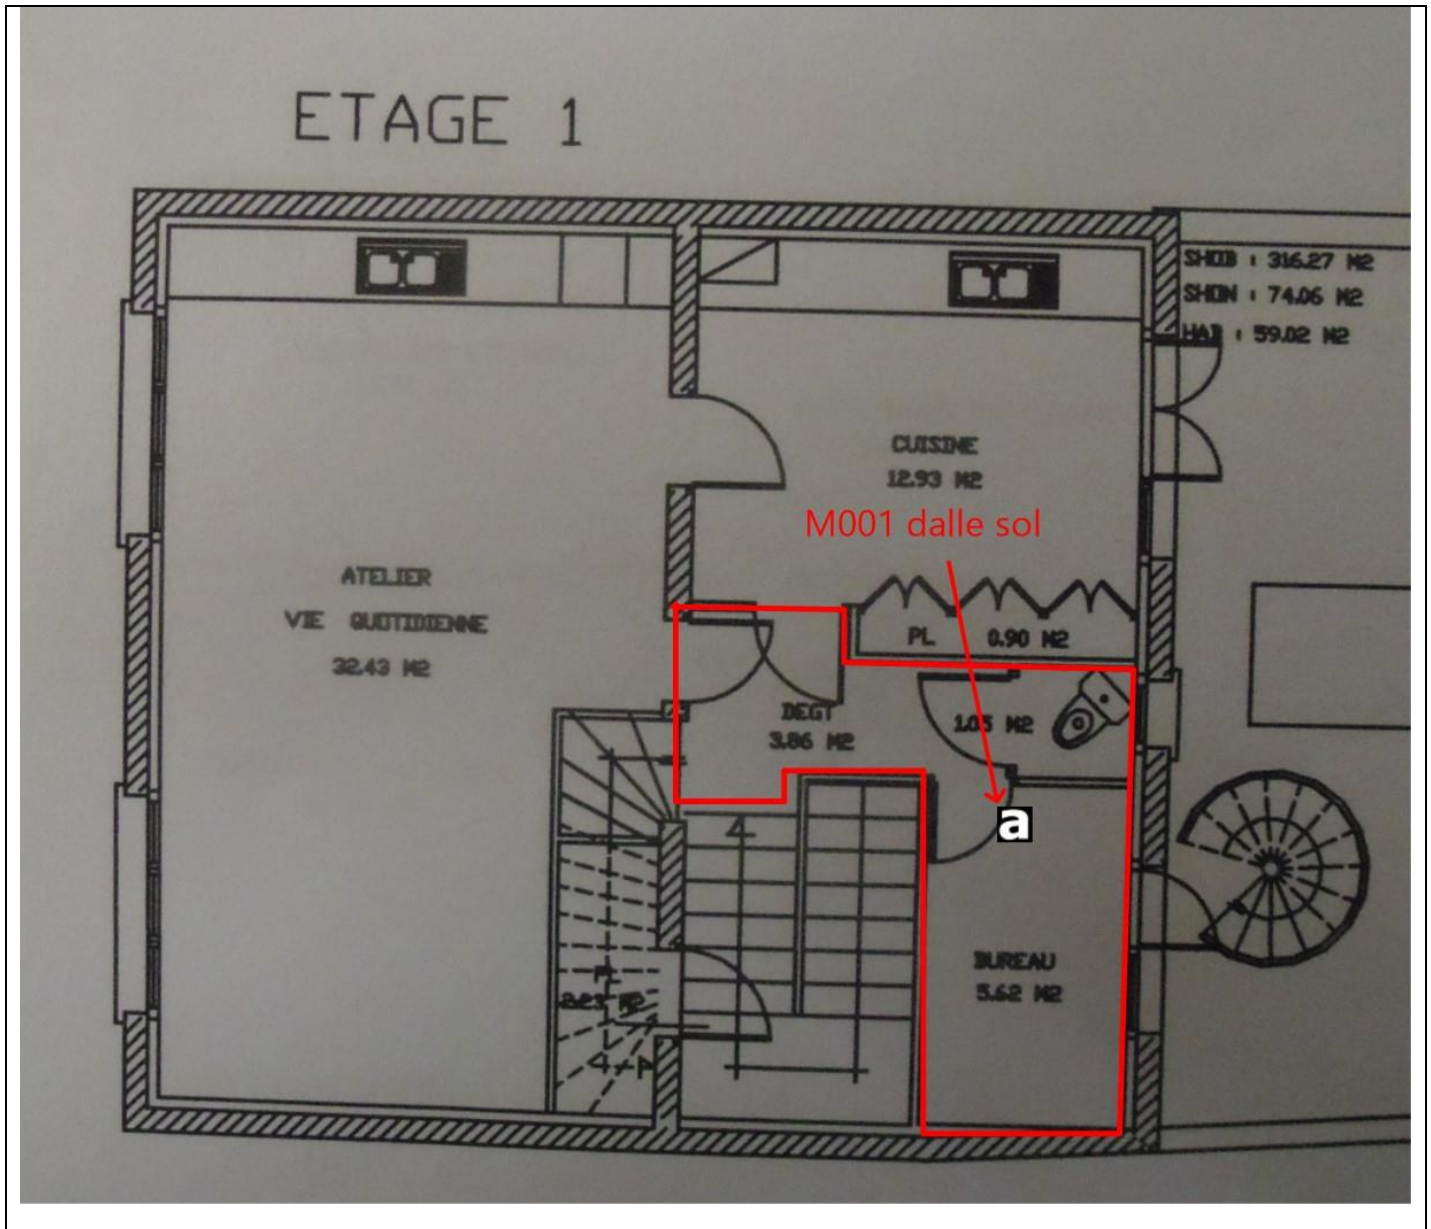 ETAGE 1
SHOB : 316.27 M2
SHON : 74.06 M2
HAB : 59.02 M2
CUISINE
12.93 M2
M001 dalle sol
ATELIER
VIE QUOTIDIENNE
32.43 M2
PL 0.90 M2
DEGT
3.86 M2
1.05 M2
a
BUREAU
5.62 M2